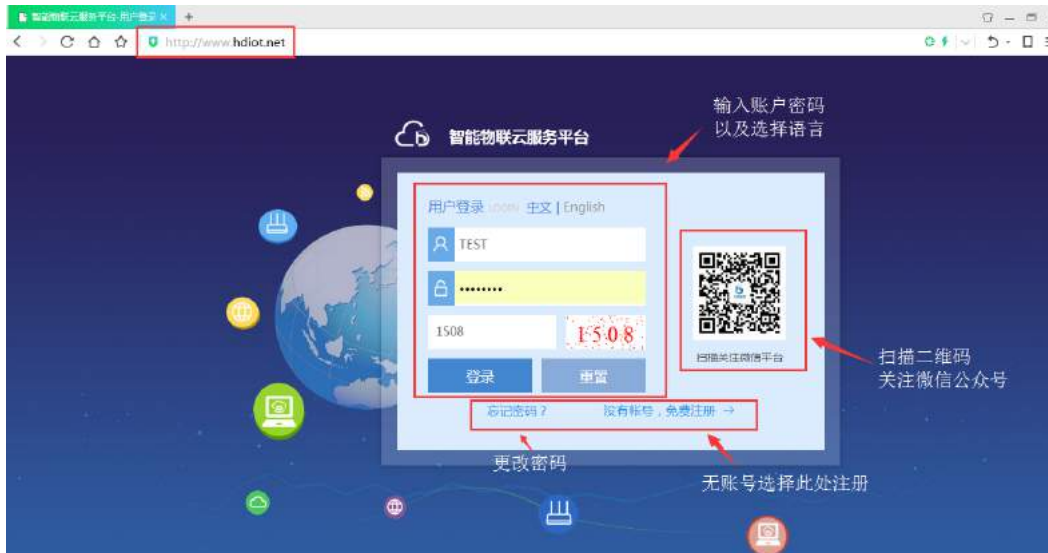 智能物联云服务平台-用户登录
http://www.hdiot.net
输入账户密码
以及选择语言
智能物联云服务平台
用户登录 LOGIN 中文 | English
TEST
1508
1508
登录 重置
扫描关注微信平台
扫描二维码
关注微信公众号
忘记密码？ 没有帐号，免费注册 →
更改密码
无账号选择此处注册